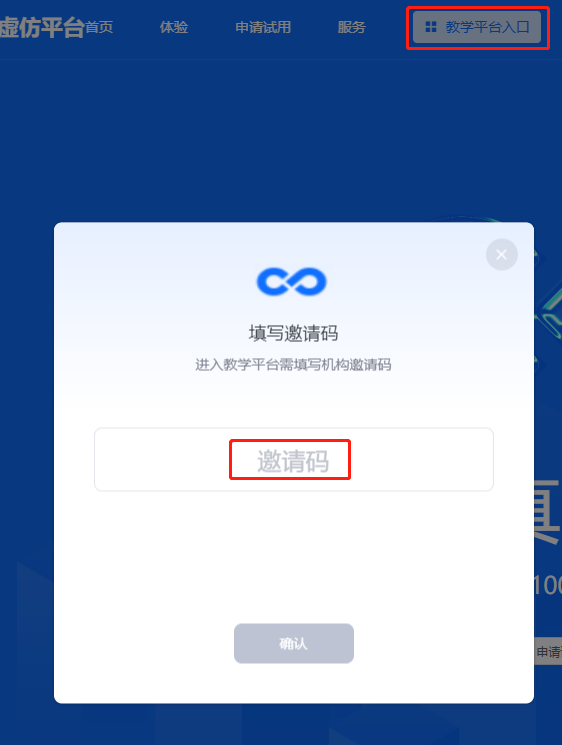 虚仿平台
首页
体验
申请试用
服务
教学平台入口
填写邀请码
进入教学平台需填写机构邀请码
邀请码
真
100
申请
确认